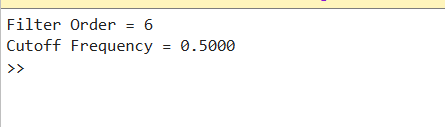 Filter Order = 6
Cutoff Frequency = 0.5000
>>